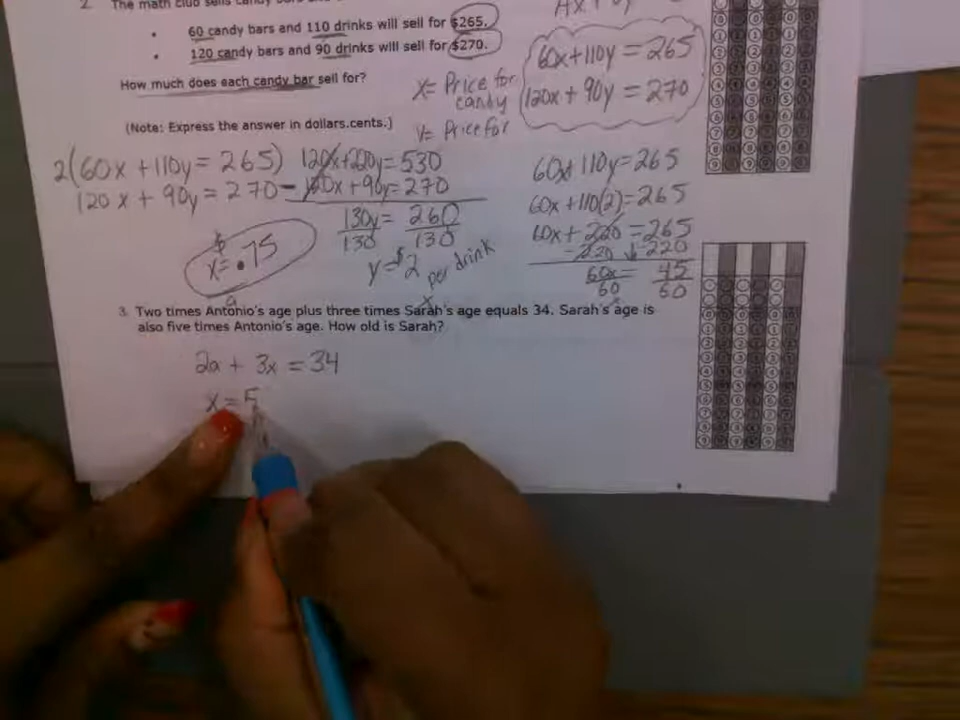 2. The math club sells candy bars and
• 60 candy bars and 110 drinks will sell for $265.
• 120 candy bars and 90 drinks will sell for $270.
How much does each candy bar sell for?
(Note: Express the answer in dollars.cents.)
60x+110y = 265
120x + 90y = 270
x= Price for
candy
y= Price for
2(60x +110y = 265)
120x + 90y = 270
120x+220y=530
- 120x+90y=270
130y = 260
130 130
y=$2 per drink
$
x= .75
60x+110y=265
60x+110(2)=265
60x+220=265
-220 -220
60x = 45
60 60
a x
3. Two times Antonio's age plus three times Sarah's age equals 34. Sarah's age is
also five times Antonio's age. How old is Sarah?
2a + 3x = 34
x = 5